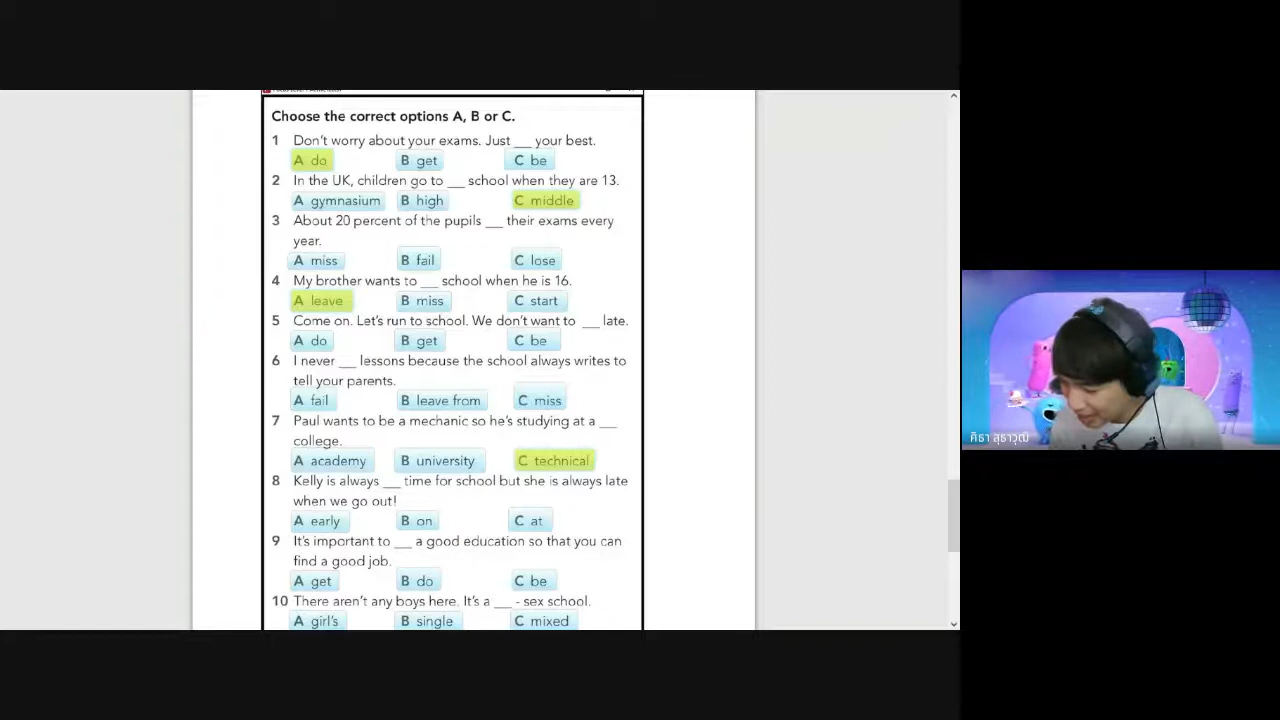 Choose the correct options A, B or C.
1 Don't worry about your exams. Just ___ your best.
A do B get C be
2 In the UK, children go to ___ school when they are 13.
A gymnasium B high C middle
3 About 20 percent of the pupils ___ their exams every
year.
A miss B fail C lose
4 My brother wants to ___ school when he is 16.
A leave B miss C start
5 Come on. Let's run to school. We don't want to ___ late.
A do B get C be
6 I never ___ lessons because the school always writes to
tell your parents.
A fail B leave from C miss
7 Paul wants to be a mechanic so he's studying at a ___
college.
A academy B university C technical
8 Kelly is always ___ time for school but she is always late
when we go out!
A early B on C at
9 It's important to ___ a good education so that you can
find a good job.
A get B do C be
10 There aren't any boys here. It's a ___ - sex school.
A girl's B single C mixed
ศิธา สุธาวุฒิ